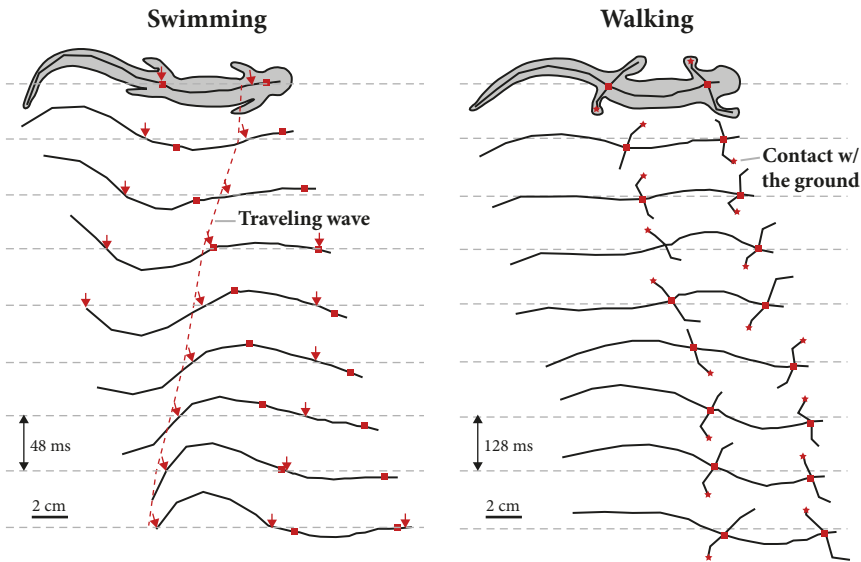 Swimming
Walking
Contact w/
the ground
Traveling wave
48 ms
128 ms
2 cm
2 cm